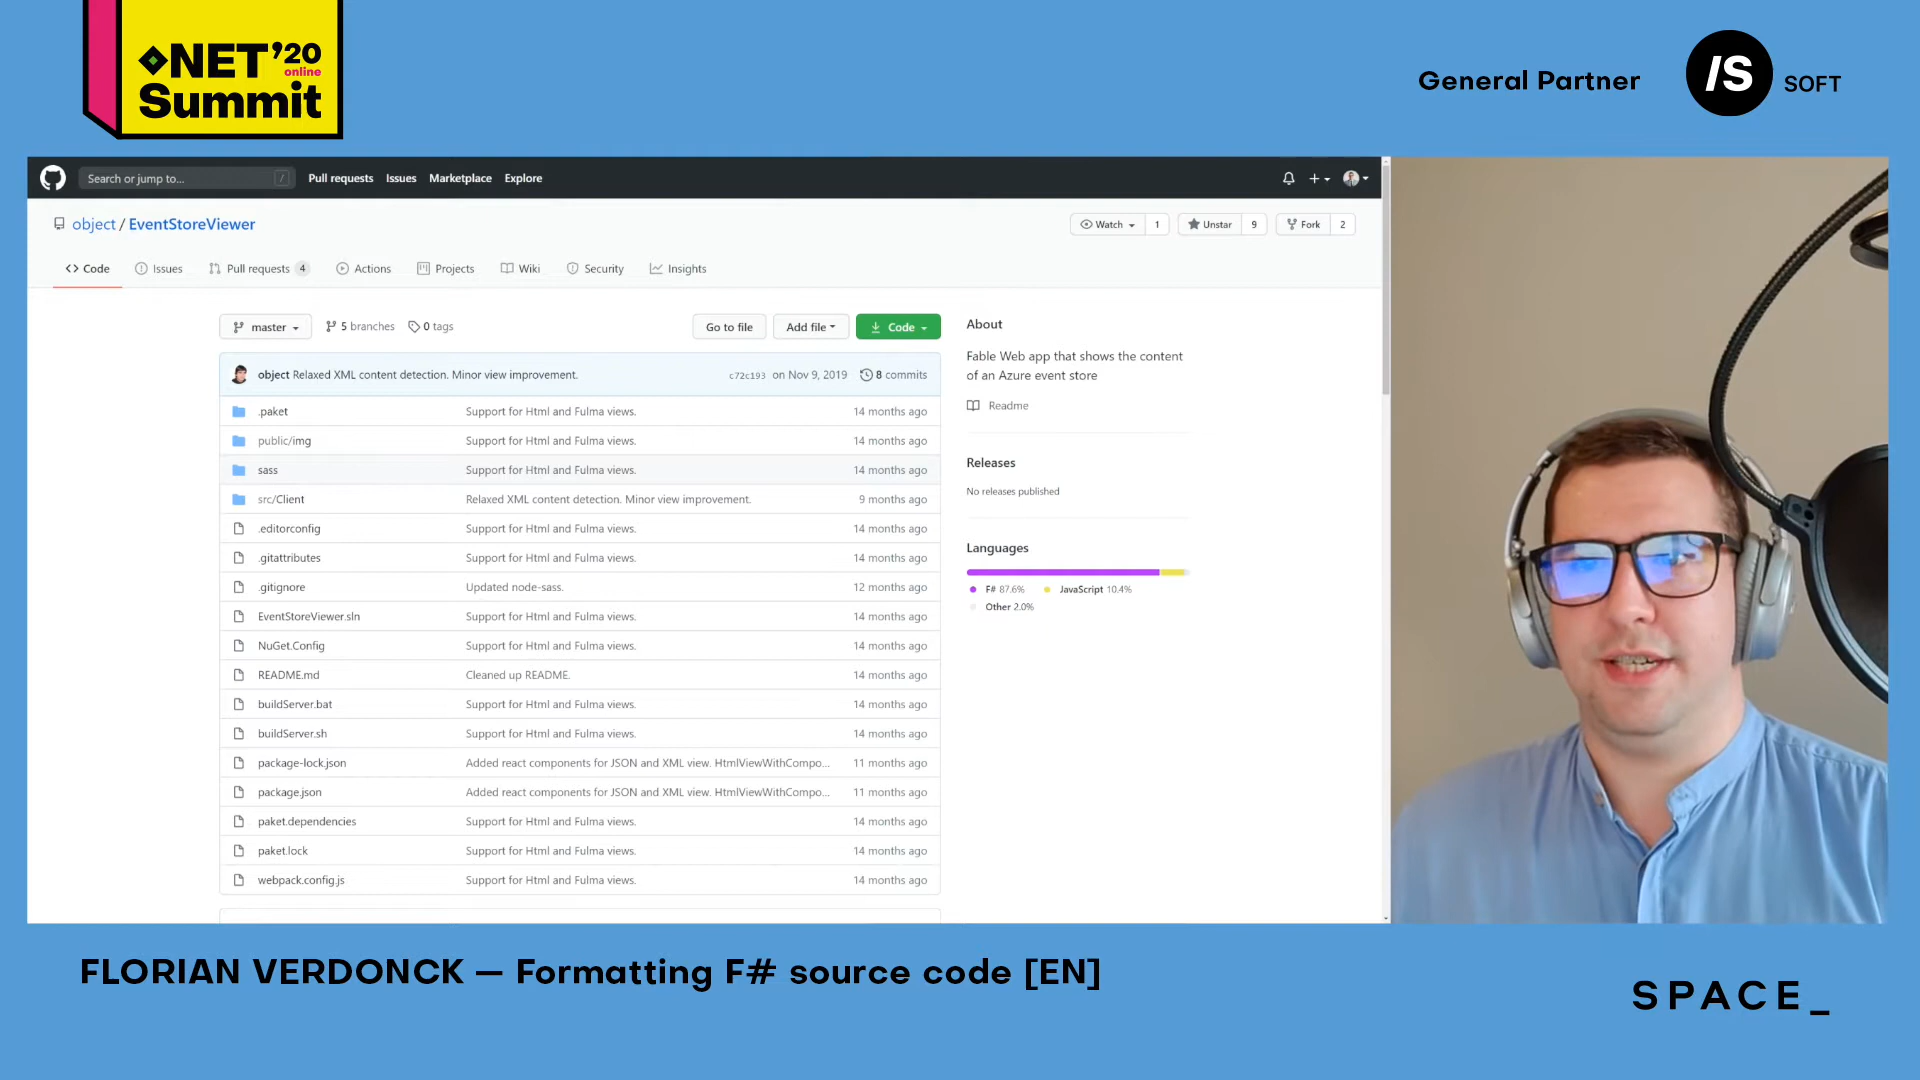 NET'20
online
Summit
General Partner
/S SOFT
Search or jump to...
/
Pull requests Issues Marketplace Explore
object / EventStoreViewer
Watch 1 Unstar 9 Fork 2
Code Issues Pull requests 4 Actions Projects Wiki Security Insights
master 5 branches 0 tags Go to file Add file Code
object Relaxed XML content detection. Minor view improvement. c72c193 on Nov 9, 2019 8 commits
.paket Support for Html and Fulma views. 14 months ago
public/img Support for Html and Fulma views. 14 months ago
sass Support for Html and Fulma views. 14 months ago
src/Client Relaxed XML content detection. Minor view improvement. 9 months ago
.editorconfig Support for Html and Fulma views. 14 months ago
.gitattributes Support for Html and Fulma views. 14 months ago
.gitignore Updated node-sass. 12 months ago
EventStoreViewer.sln Support for Html and Fulma views. 14 months ago
NuGet.Config Support for Html and Fulma views. 14 months ago
README.md Cleaned up README. 14 months ago
buildServer.bat Support for Html and Fulma views. 14 months ago
buildServer.sh Support for Html and Fulma views. 14 months ago
package-lock.json Added react components for JSON and XML view. HtmlViewWithCompo... 11 months ago
package.json Added react components for JSON and XML view. HtmlViewWithCompo... 11 months ago
paket.dependencies Support for Html and Fulma views. 14 months ago
paket.lock Support for Html and Fulma views. 14 months ago
webpack.config.js Support for Html and Fulma views. 14 months ago
About
Fable Web app that shows the content
of an Azure event store
Readme
Releases
No releases published
Languages
F# 87.6% JavaScript 10.4%
Other 2.0%
FLORIAN VERDONCK — Formatting F# source code [EN]
SPACE_